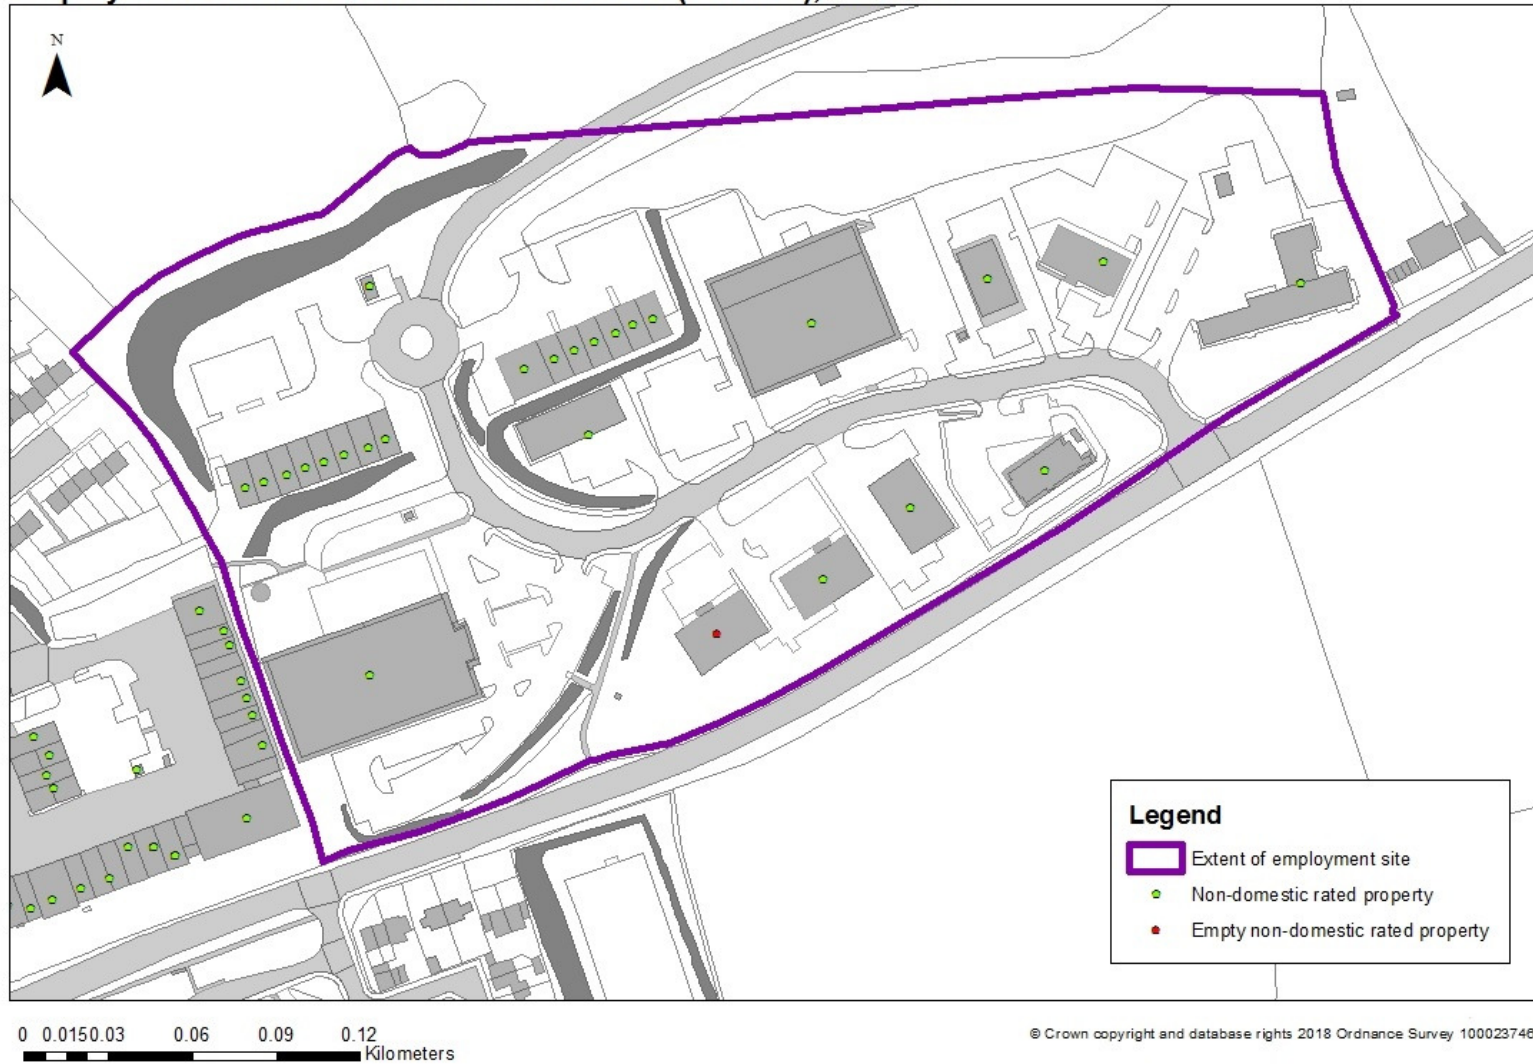 N
Legend
Extent of employment site
Non-domestic rated property
Empty non-domestic rated property
0 0.0150.03 0.06 0.09 0.12
Kilometers
© Crown copyright and database rights 2018 Ordnance Survey 100023746